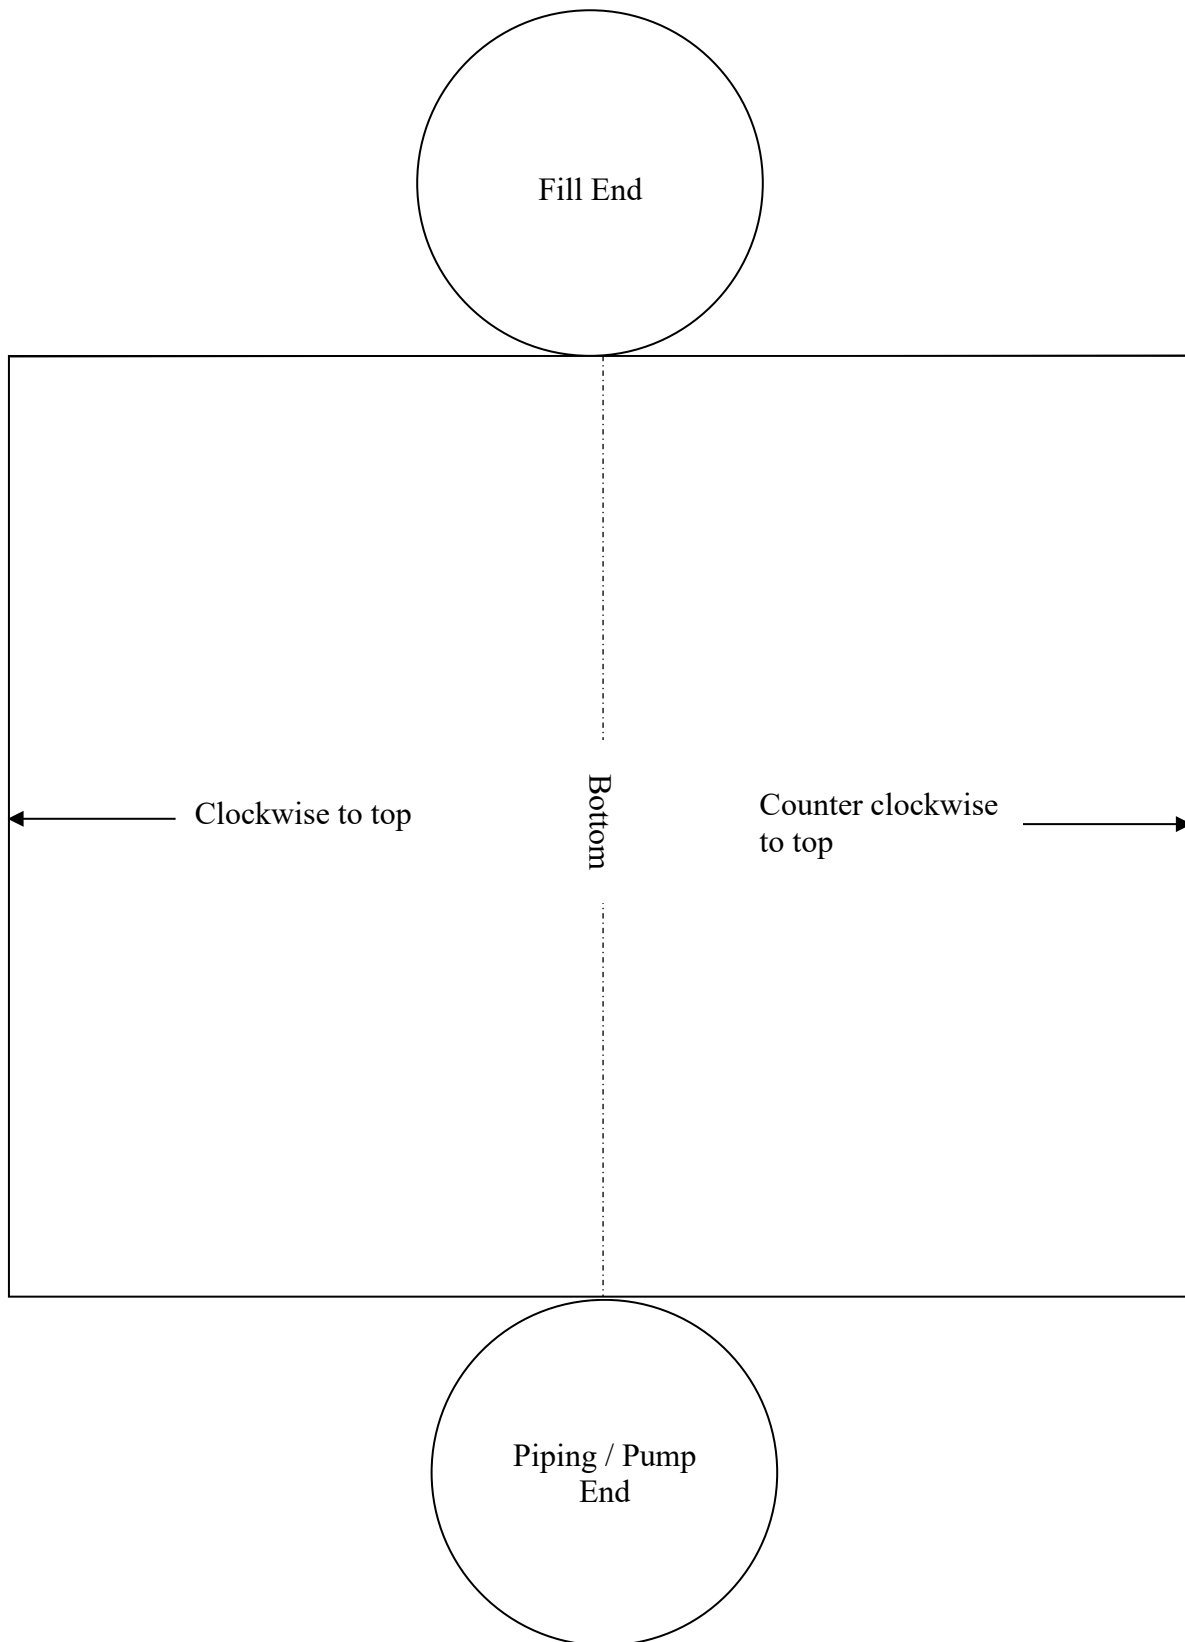 Fill End
Bottom
Clockwise to top
Counter clockwise
to top
Piping / Pump
End